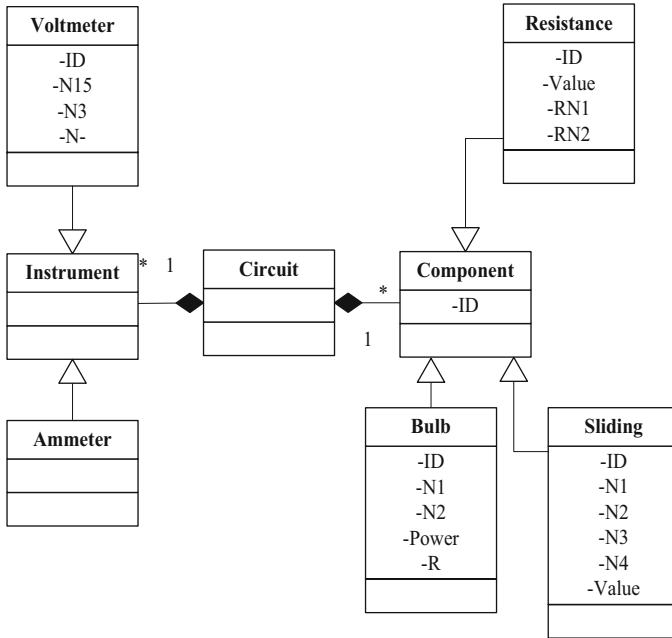 Voltmeter
-ID
-N15
-N3
-N-
Resistance
-ID
-Value
-RN1
-RN2
Instrument
* 1
Circuit
*
1
Component
-ID
Ammeter
Bulb
-ID
-N1
-N2
-Power
-R
Sliding
-ID
-N1
-N2
-N3
-N4
-Value